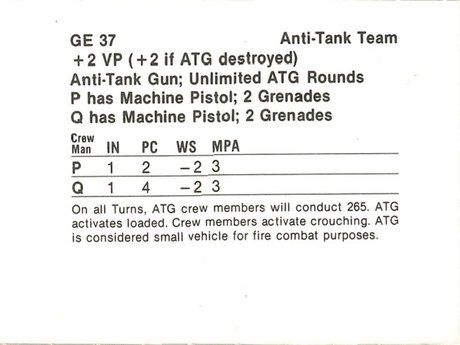 GE 37 Anti-Tank Team
+2 VP (+2 if ATG destroyed)
Anti-Tank Gun; Unlimited ATG Rounds
P has Machine Pistol; 2 Grenades
Q has Machine Pistol; 2 Grenades
Crew
Man IN PC WS MPA
P 1 2 –2 3
Q 1 4 –2 3
On all Turns, ATG crew members will conduct 265. ATG
activates loaded. Crew members activate crouching. ATG
is considered small vehicle for fire combat purposes.